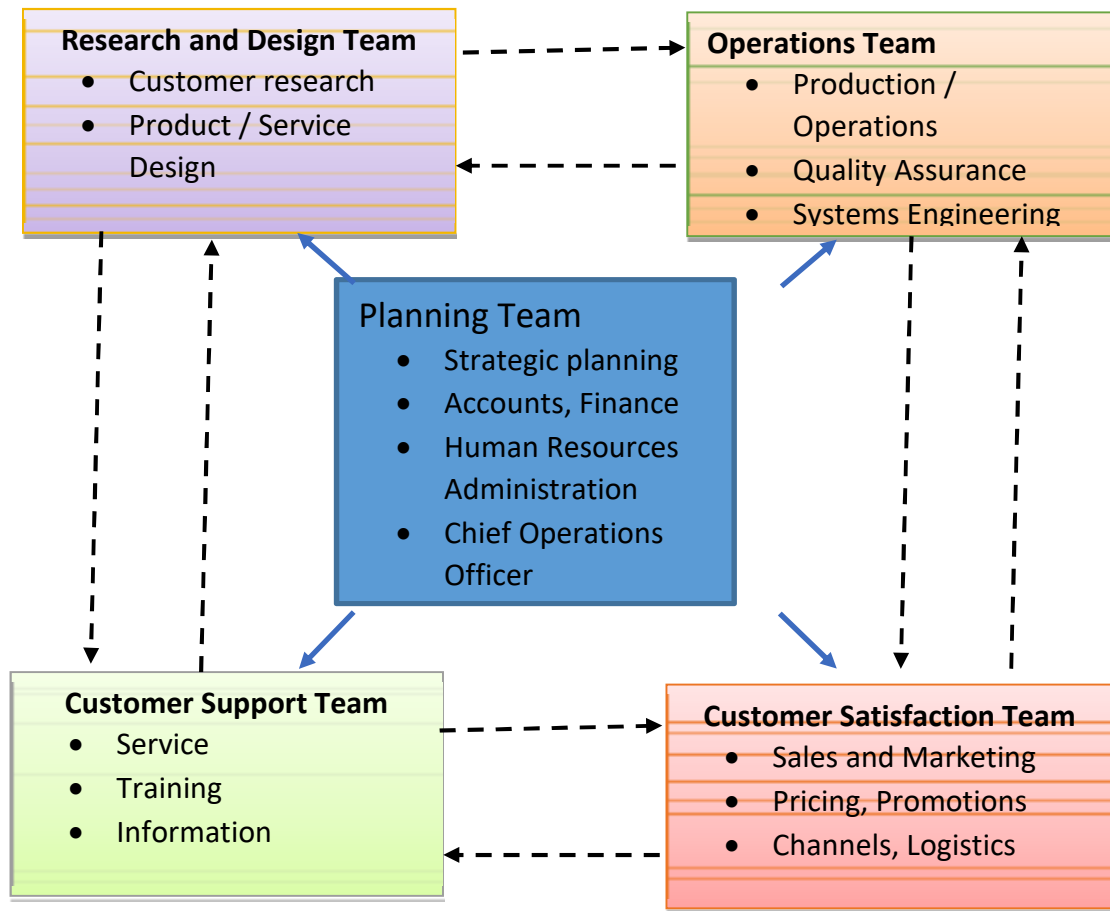 Research and Design Team
• Customer research
• Product / Service
Design
Operations Team
• Production /
Operations
• Quality Assurance
• Systems Engineering
Planning Team
• Strategic planning
• Accounts, Finance
• Human Resources
Administration
• Chief Operations
Officer
Customer Support Team
• Service
• Training
• Information
Customer Satisfaction Team
• Sales and Marketing
• Pricing, Promotions
• Channels, Logistics